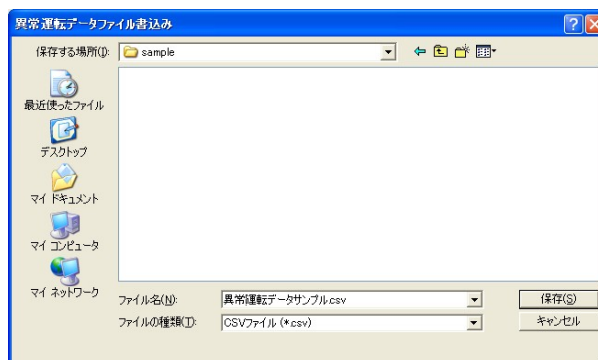 異常運転データファイル書込み
保存する場所(I): sample
最近使ったファイル
デスクトップ
マイ ドキュメント
マイ コンピュータ
マイ ネットワーク
ファイル名(N): 異常運転データサンプル.csv 保存(S)
ファイルの種類(T): CSVファイル (*.csv) キャンセル